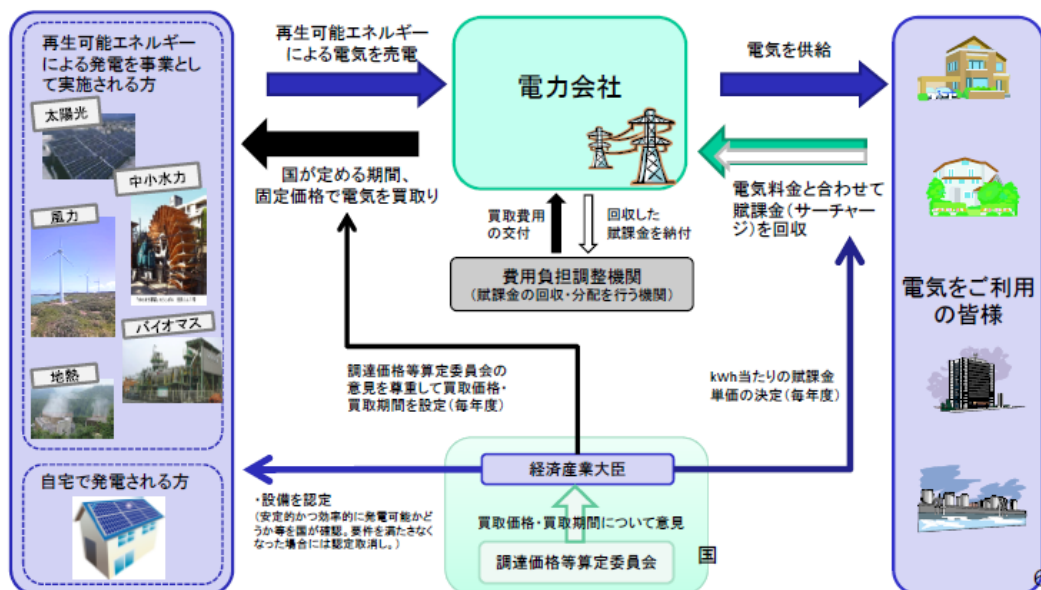 再生可能エネルギー
による発電を事業とし
て実施される方
太陽光
中小水力
風力
バイオマス
地熱
自宅で発電される方
再生可能エネルギー
による電気を売電
国が定める期間、
固定価格で電気を買取り
電力会社
買取費用
の交付
回収した
賦課金を納付
費用負担調整機関
(賦課金の回収・分配を行う機関)
電気を供給
電気料金と合わせて
賦課金(サーチャー
ジ)を回収
電気をご利用
の皆様
調達価格等算定委員会の
意見を尊重して買取価格・
買取期間を設定(毎年度)
kWh当たりの賦課金
単価の決定(毎年度)
経済産業大臣
・設備を認定
(安定的かつ効率的に発電可能かど
うか等を国が確認。要件を満たさなく
なった場合には認定取消し。)
買取価格・買取期間について意見
調達価格等算定委員会
国